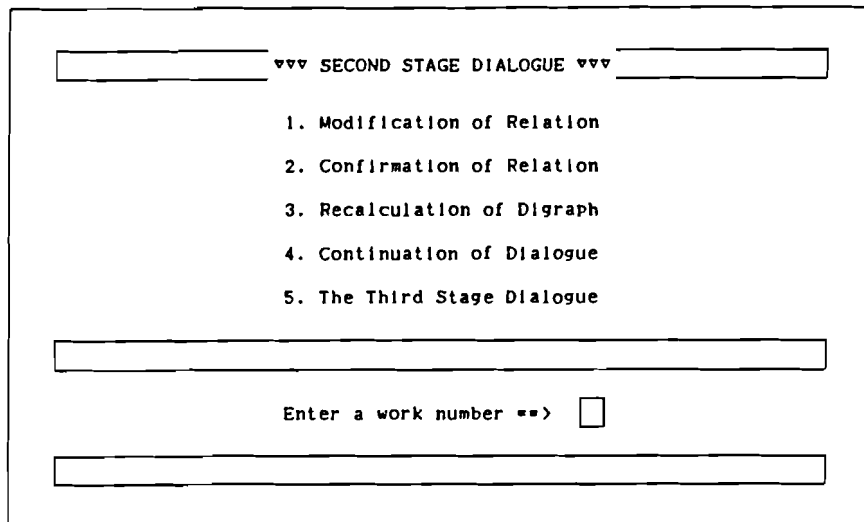 ▽▽▽ SECOND STAGE DIALOGUE ▽▽▽
1. Modification of Relation
2. Confirmation of Relation
3. Recalculation of Digraph
4. Continuation of Dialogue
5. The Third Stage Dialogue
Enter a work number ==>